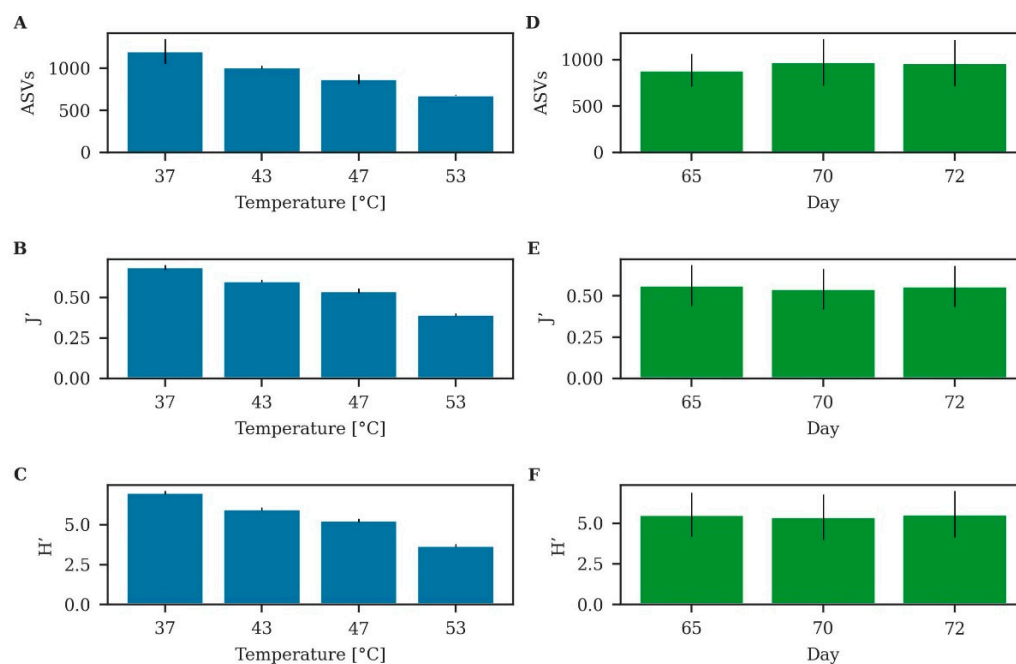 A
ASVs
1000
500
0
37 43 47 53
Temperature [°C]
B
J′
0.50
0.25
0.00
37 43 47 53
Temperature [°C]
C
H′
5.0
2.5
0.0
37 43 47 53
Temperature [°C]
D
ASVs
1000
500
0
65 70 72
Day
E
J′
0.50
0.25
0.00
65 70 72
Day
F
H′
5.0
2.5
0.0
65 70 72
Day